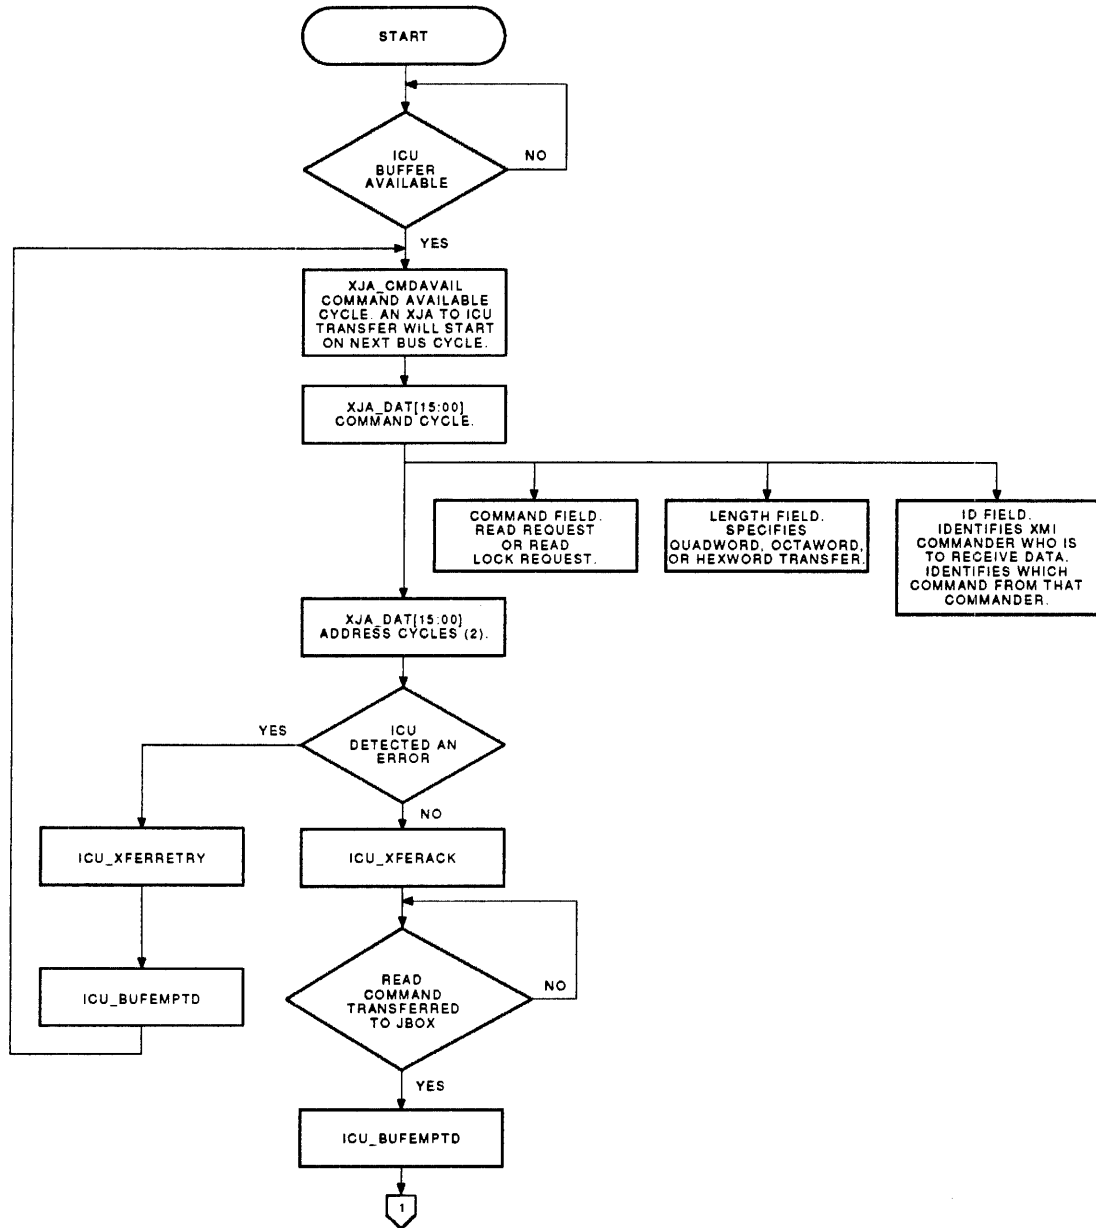 START
ICU
BUFFER
AVAILABLE
NO
YES
XJA_CMDAVAIL
COMMAND AVAILABLE
CYCLE. AN XJA TO ICU
TRANSFER WILL START
ON NEXT BUS CYCLE.
XJA_DAT[15:00]
COMMAND CYCLE.
COMMAND FIELD.
READ REQUEST
OR READ
LOCK REQUEST.
LENGTH FIELD.
SPECIFIES
QUADWORD, OCTAWORD,
OR HEXWORD TRANSFER.
ID FIELD.
IDENTIFIES XMI
COMMANDER WHO IS
TO RECEIVE DATA.
IDENTIFIES WHICH
COMMAND FROM THAT
COMMANDER.
XJA_DAT[15:00]
ADDRESS CYCLES (2).
ICU
DETECTED AN
ERROR
YES
NO
ICU_XFERRETRY
ICU_XFERACK
ICU_BUFEMPTD
READ
COMMAND
TRANSFERRED
TO JBOX
NO
YES
ICU_BUFEMPTD
1